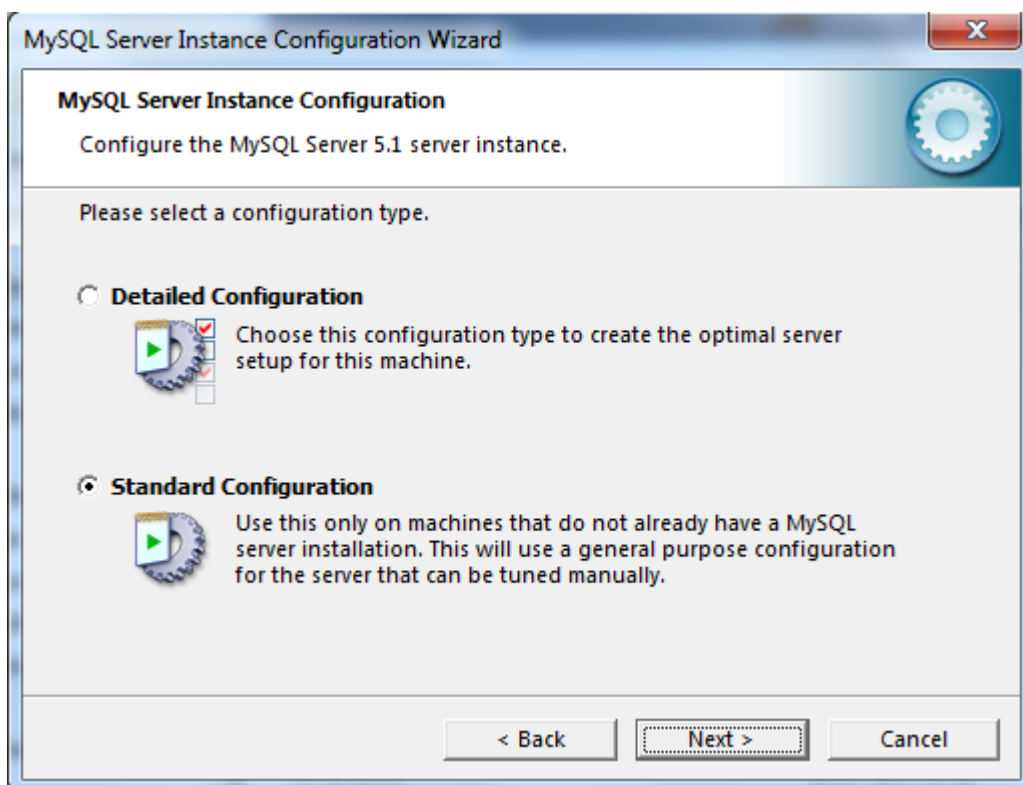 MySQL Server Instance Configuration Wizard
MySQL Server Instance Configuration
Configure the MySQL Server 5.1 server instance.
Please select a configuration type.
Detailed Configuration
Choose this configuration type to create the optimal server
setup for this machine.
Standard Configuration
Use this only on machines that do not already have a MySQL
server installation. This will use a general purpose configuration
for the server that can be tuned manually.
< Back
Next >
Cancel